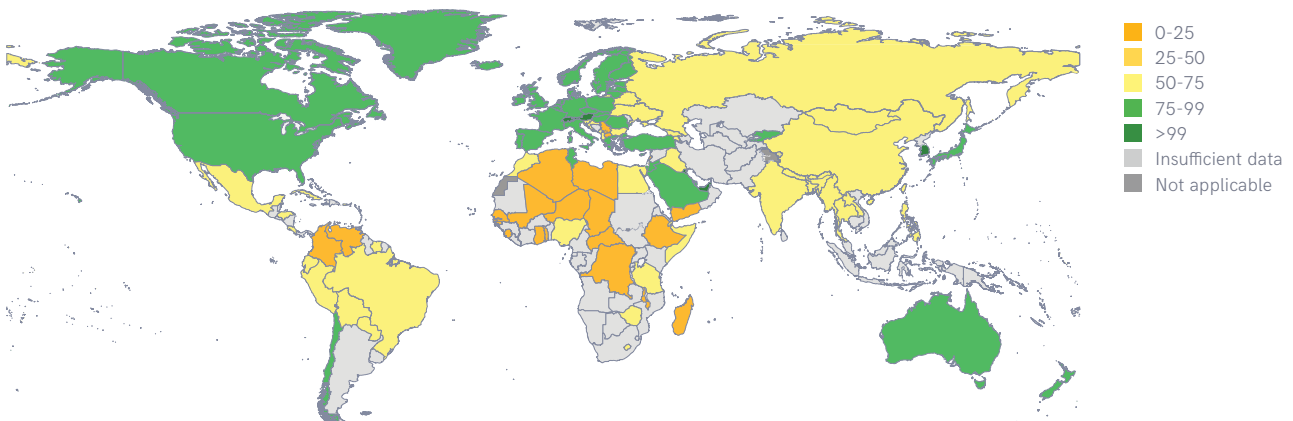 0-25
25-50
50-75
75-99
>99
Insufficient data
Not applicable